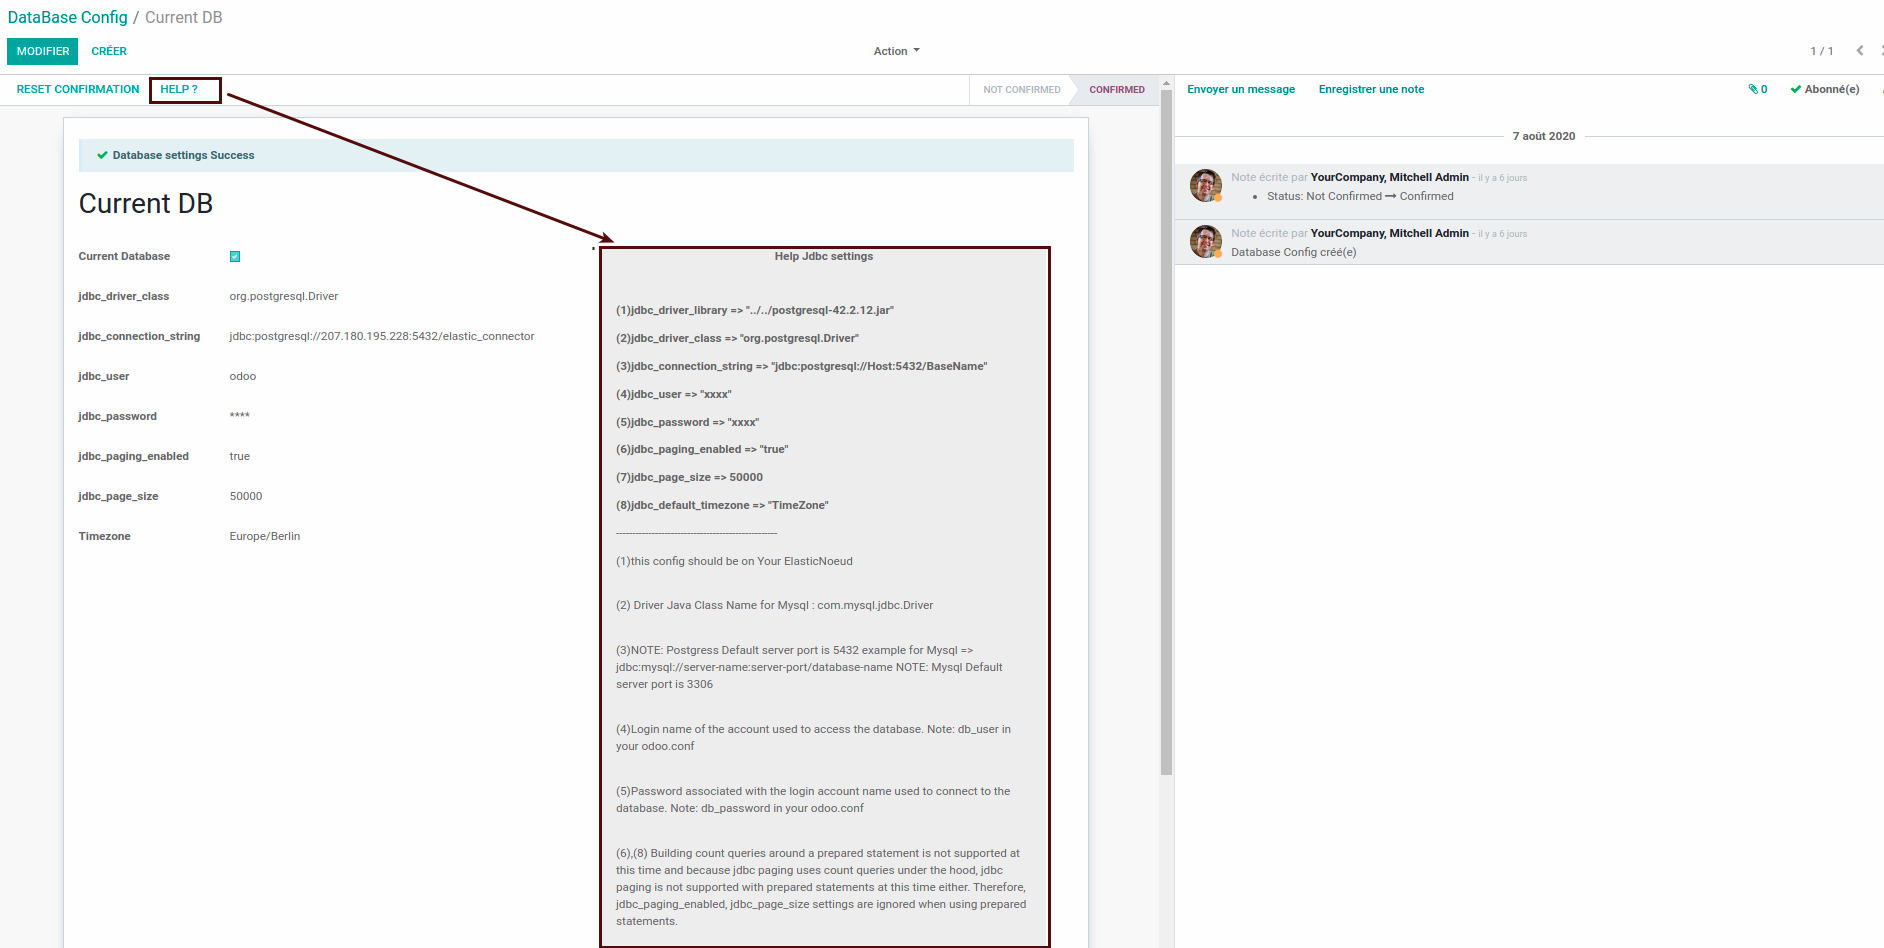 DataBase Config / Current DB
MODIFIER CRÉER
Action
1 / 1
RESET CONFIRMATION HELP ?
NOT CONFIRMED CONFIRMED
Database settings Success
Current DB
Current Database
jdbc_driver_class org.postgresql.Driver
jdbc_connection_string jdbc:postgresql://207.180.195.228:5432/elastic_connector
jdbc_user odoo
jdbc_password ****
jdbc_paging_enabled true
jdbc_page_size 50000
Timezone Europe/Berlin
Help Jdbc settings
(1)jdbc_driver_library => "../../postgresql-42.2.12.jar"
(2)jdbc_driver_class => "org.postgresql.Driver"
(3)jdbc_connection_string => "jdbc:postgresql://Host:5432/BaseName"
(4)jdbc_user => "xxxx"
(5)jdbc_password => "xxxx"
(6)jdbc_paging_enabled => "true"
(7)jdbc_page_size => 50000
(8)jdbc_default_timezone => "TimeZone"
--------------------------------------------------
(1)this config should be on Your ElasticNoeud
(2) Driver Java Class Name for Mysql : com.mysql.jdbc.Driver
(3)NOTE: Postgress Default server port is 5432 example for Mysql =>
jdbc:mysql://server-name:server-port/database-name NOTE: Mysql Default
server port is 3306
(4)Login name of the account used to access the database. Note: db_user in
your odoo.conf
(5)Password associated with the login account name used to connect to the
database. Note: db_password in your odoo.conf
(6),(8) Building count queries around a prepared statement is not supported at
this time and because jdbc paging uses count queries under the hood, jdbc
paging is not supported with prepared statements at this time either. Therefore,
jdbc_paging_enabled, jdbc_page_size settings are ignored when using prepared
statements.
Envoyer un message Enregistrer une note
0 Abonné(e)
7 août 2020
Note écrite par YourCompany, Mitchell Admin - il y a 6 jours
• Status: Not Confirmed → Confirmed
Note écrite par YourCompany, Mitchell Admin - il y a 6 jours
Database Config créé(e)